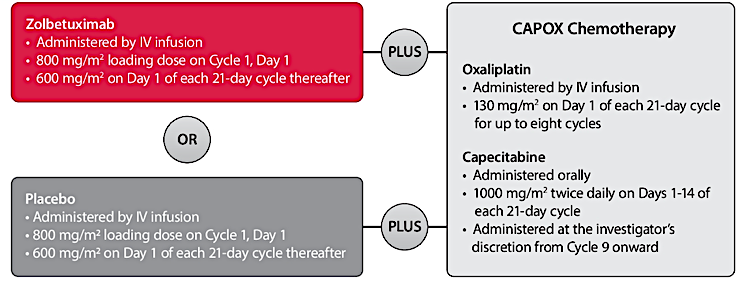 Zolbetuximab
• Administered by IV infusion
• 800 mg/m² loading dose on Cycle 1, Day 1
• 600 mg/m² on Day 1 of each 21-day cycle thereafter
PLUS
OR
Placebo
• Administered by IV infusion
• 800 mg/m² loading dose on Cycle 1, Day 1
• 600 mg/m² on Day 1 of each 21-day cycle thereafter
PLUS
CAPOX Chemotherapy
Oxaliplatin
• Administered by IV infusion
• 130 mg/m² on Day 1 of each 21-day cycle
for up to eight cycles
Capecitabine
• Administered orally
• 1000 mg/m² twice daily on Days 1-14 of
each 21-day cycle
• Administered at the investigator's
discretion from Cycle 9 onward